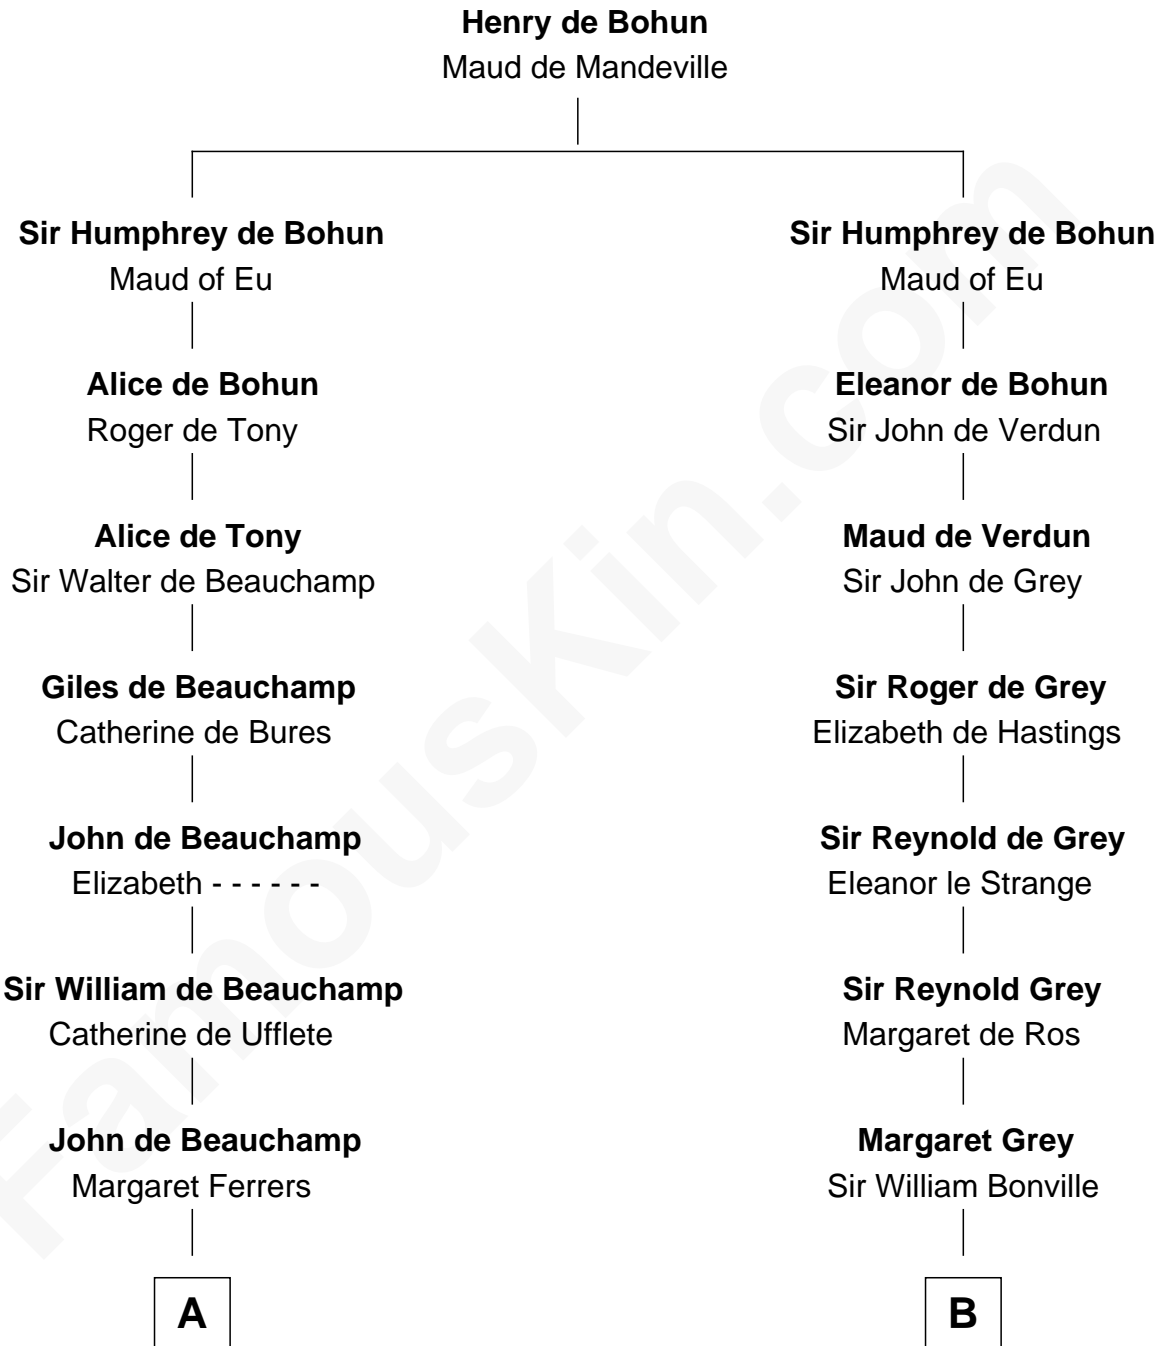 Henry de Bohun
Maud de Mandeville
Sir Humphrey de Bohun
Maud of Eu
Sir Humphrey de Bohun
Maud of Eu
Alice de Bohun
Roger de Tony
Eleanor de Bohun
Sir John de Verdun
Alice de Tony
Sir Walter de Beauchamp
Maud de Verdun
Sir John de Grey
Giles de Beauchamp
Catherine de Bures
Sir Roger de Grey
Elizabeth de Hastings
John de Beauchamp
Elizabeth - - - - - -
Sir Reynold de Grey
Eleanor le Strange
Sir William de Beauchamp
Catherine de Ufflete
Sir Reynold Grey
Margaret de Ros
John de Beauchamp
Margaret Ferrers
Margaret Grey
Sir William Bonville
A
B
FamousKin.com